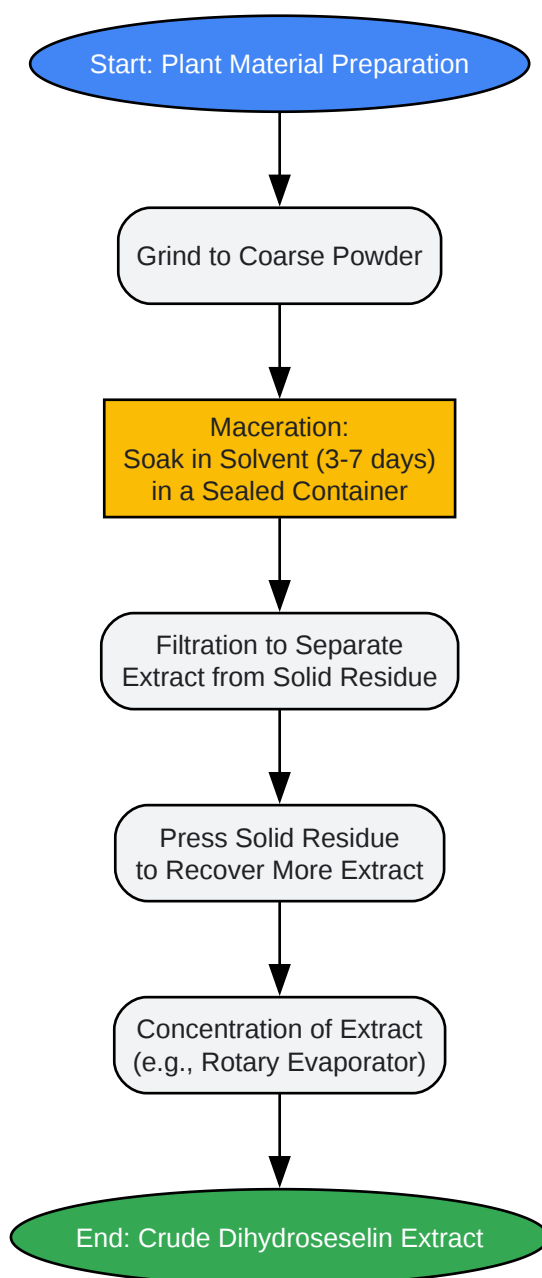 Start: Plant Material Preparation
Grind to Coarse Powder
Maceration:
Soak in Solvent (3-7 days)
in a Sealed Container
Filtration to Separate
Extract from Solid Residue
Press Solid Residue
to Recover More Extract
Concentration of Extract
(e.g., Rotary Evaporator)
End: Crude Dihydroseselin Extract